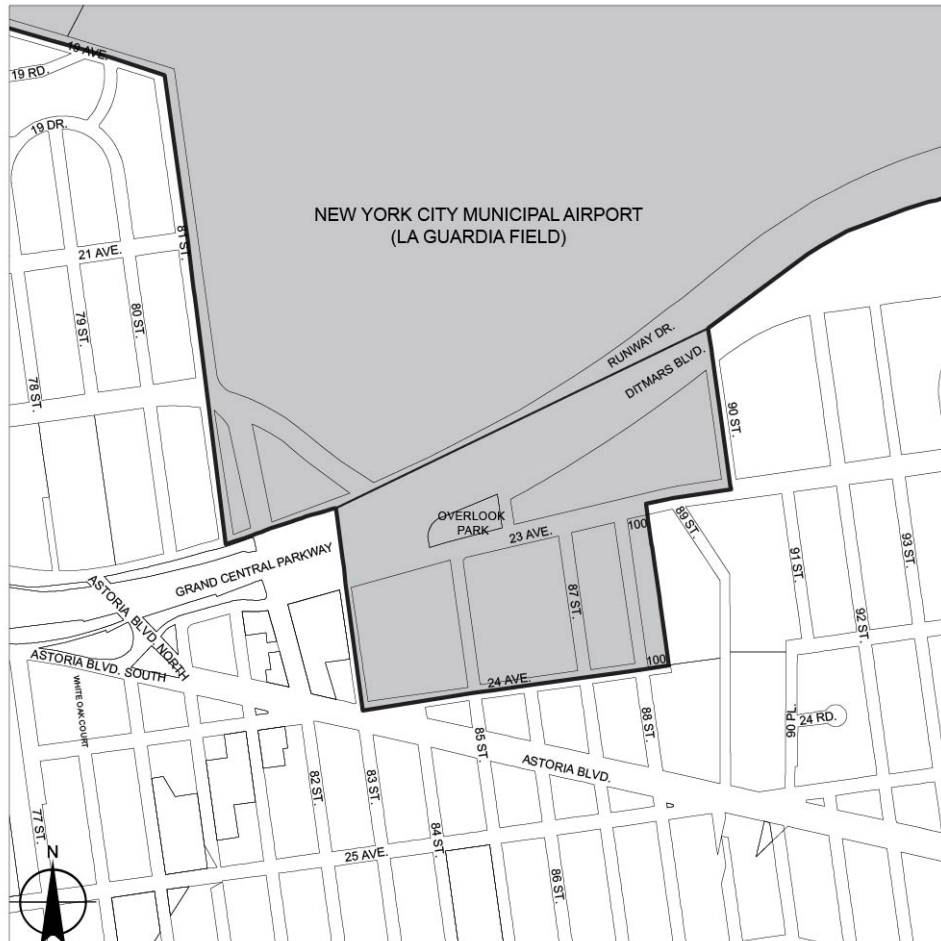 19 AVE.
19 RD.
19 DR.
NEW YORK CITY MUNICIPAL AIRPORT
(LA GUARDIA FIELD)
81 ST.
21 AVE.
80 ST.
79 ST.
78 ST.
RUNWAY DR.
DITMARS BLVD.
90 ST.
OVERLOOK
PARK
23 AVE.
100
89 ST.
GRAND CENTRAL PARKWAY
91 ST.
93 ST.
87 ST.
92 ST.
ASTORIA BLVD. NORTH
ASTORIA BLVD. SOUTH
WHITE OAK COURT
24 AVE.
100
90 PL.
24 RD.
88 ST.
85 ST.
ASTORIA BLVD.
82 ST.
83 ST.
84 ST.
77 ST.
25 AVE.
86 ST.
N